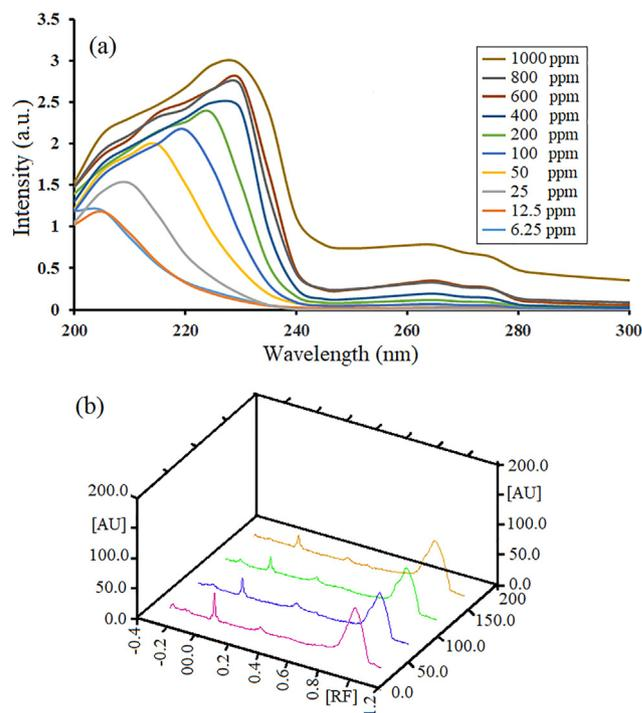 (a)
3.5
3
2.5
2
1.5
1
0.5
0
Intensity (a.u.)
1000 ppm
800 ppm
600 ppm
400 ppm
200 ppm
100 ppm
50 ppm
25 ppm
12.5 ppm
6.25 ppm
200 220 240 260 280 300
Wavelength (nm)
(b)
200.0
[AU]
100.0
50.0
0.0
200.0
[AU]
100.0
50.0
0.0
-0.4
-0.2
00.0
0.2
0.4
0.6
0.8
[RF]
1.2
0.0
50.0
100.0
150.0
200